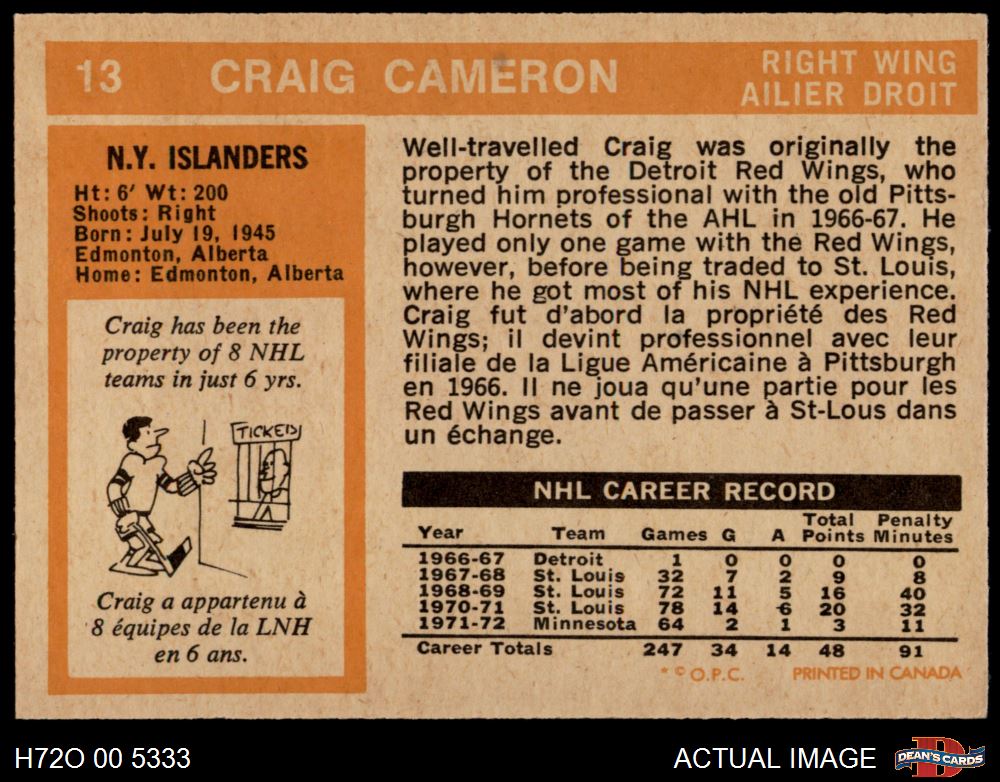 13 CRAIG CAMERON RIGHT WING
AILIER DROIT
N.Y. ISLANDERS
Ht: 6′ Wt: 200
Shoots: Right
Born: July 19, 1945
Edmonton, Alberta
Home: Edmonton, Alberta
Craig has been the
property of 8 NHL
teams in just 6 yrs.
TICKETS
Craig a appartenu à
8 équipes de la LNH
en 6 ans.
Well-travelled Craig was originally the
property of the Detroit Red Wings, who
turned him professional with the old Pitts-
burgh Hornets of the AHL in 1966-67. He
played only one game with the Red Wings,
however, before being traded to St. Louis,
where he got most of his NHL experience.
Craig fut d'abord la propriété des Red
Wings; il devint professionnel avec leur
filiale de la Ligue Américaine à Pittsburgh
en 1966. Il ne joua qu'une partie pour les
Red Wings avant de passer à St-Lous dans
un échange.
NHL CAREER RECORD
Year Team Games G A Total Points Penalty Minutes
1966-67 Detroit 1 0 0 0 0
1967-68 St. Louis 32 7 2 9 8
1968-69 St. Louis 72 11 5 16 40
1970-71 St. Louis 78 14 6 20 32
1971-72 Minnesota 64 2 1 3 11
Career Totals 247 34 14 48 91
* © O.P.C. PRINTED IN CANADA
H72O 00 5333 ACTUAL IMAGE DEAN'S CARDS